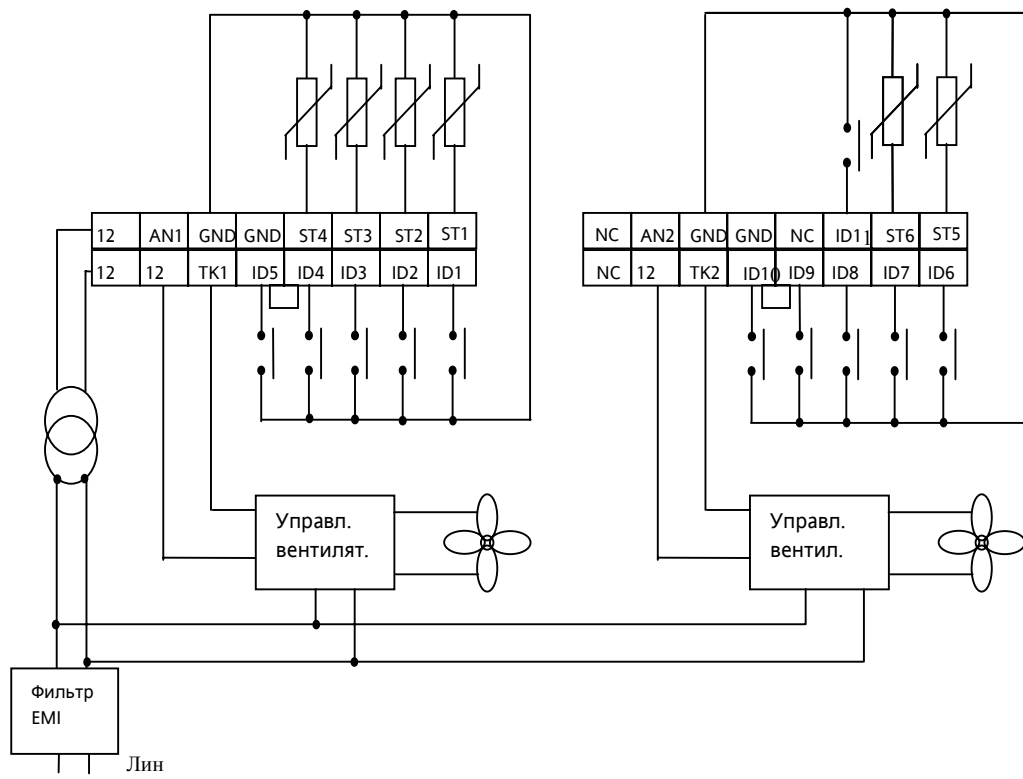 12 AN1 GND GND ST4 ST3 ST2 ST1
12 12 TK1 ID5 ID4 ID3 ID2 ID1
NC AN2 GND GND NC ID11 ST6 ST5
NC 12 TK2 ID10 ID9 ID8 ID7 ID6
Управл.
вентилят.
Управл.
вентил.
Фильтр
EMI
Лин